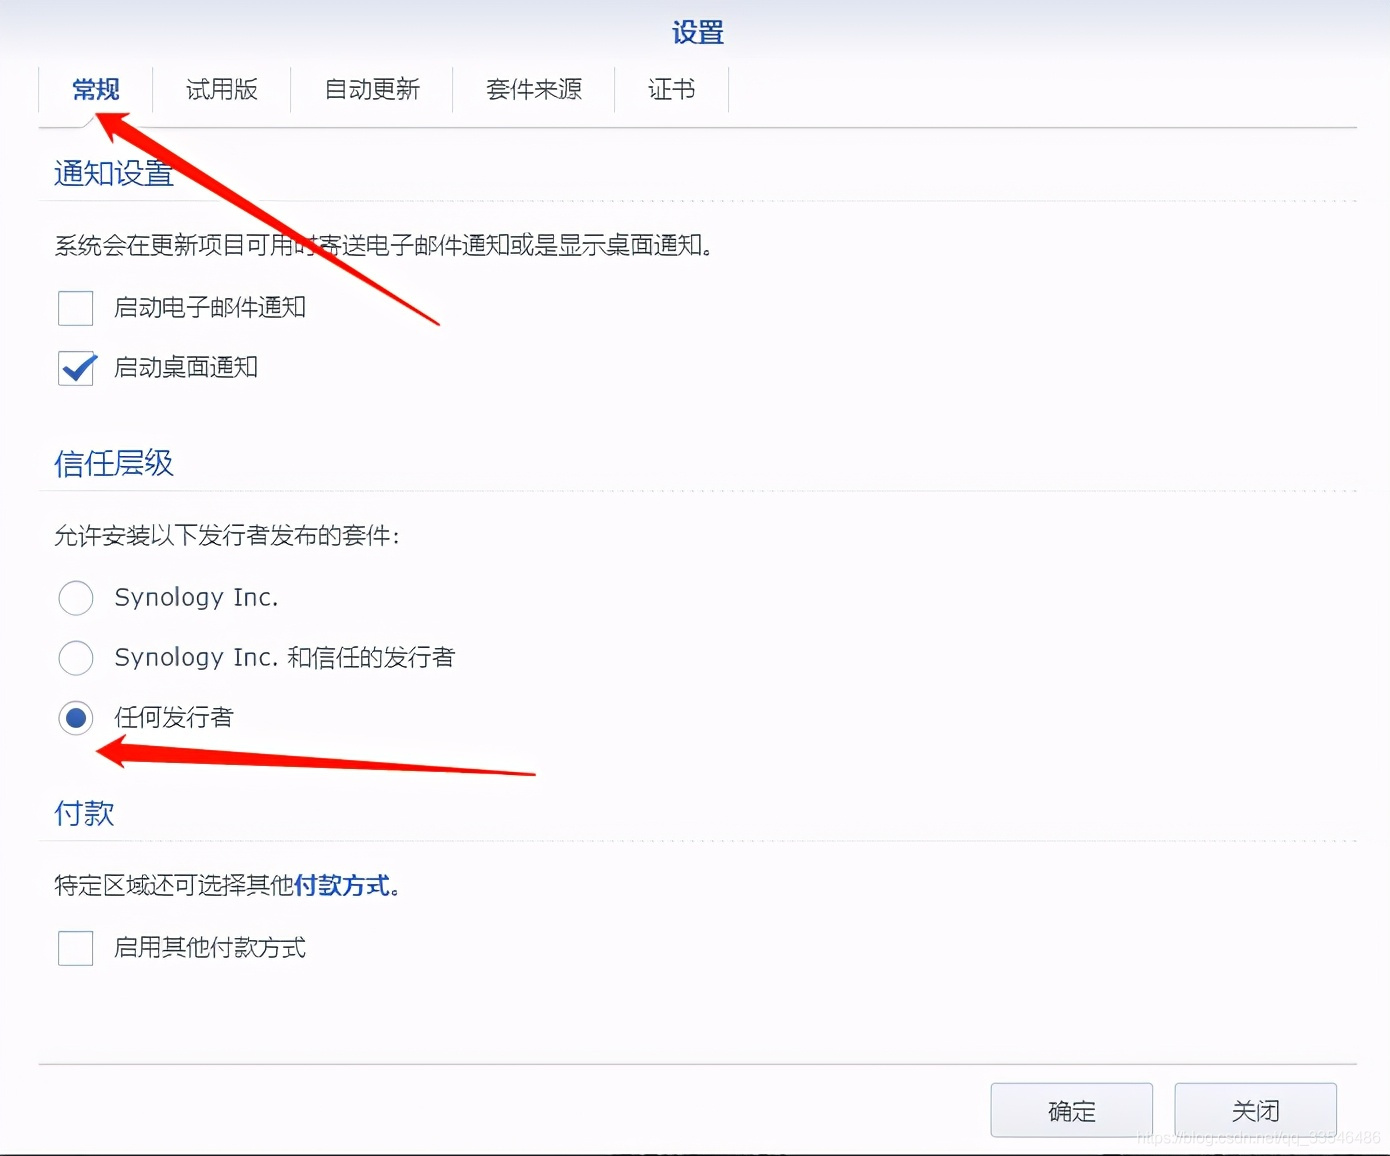 设置
常规
试用版
自动更新
套件来源
证书
通知设置
系统会在更新项目可用时寄送电子邮件通知或是显示桌面通知。
启动电子邮件通知
启动桌面通知
信任层级
允许安装以下发行者发布的套件：
Synology Inc.
Synology Inc. 和信任的发行者
任何发行者
付款
特定区域还可选择其他付款方式。
启用其他付款方式
确定
关闭
https://blog.csdn.net/qq_33346486